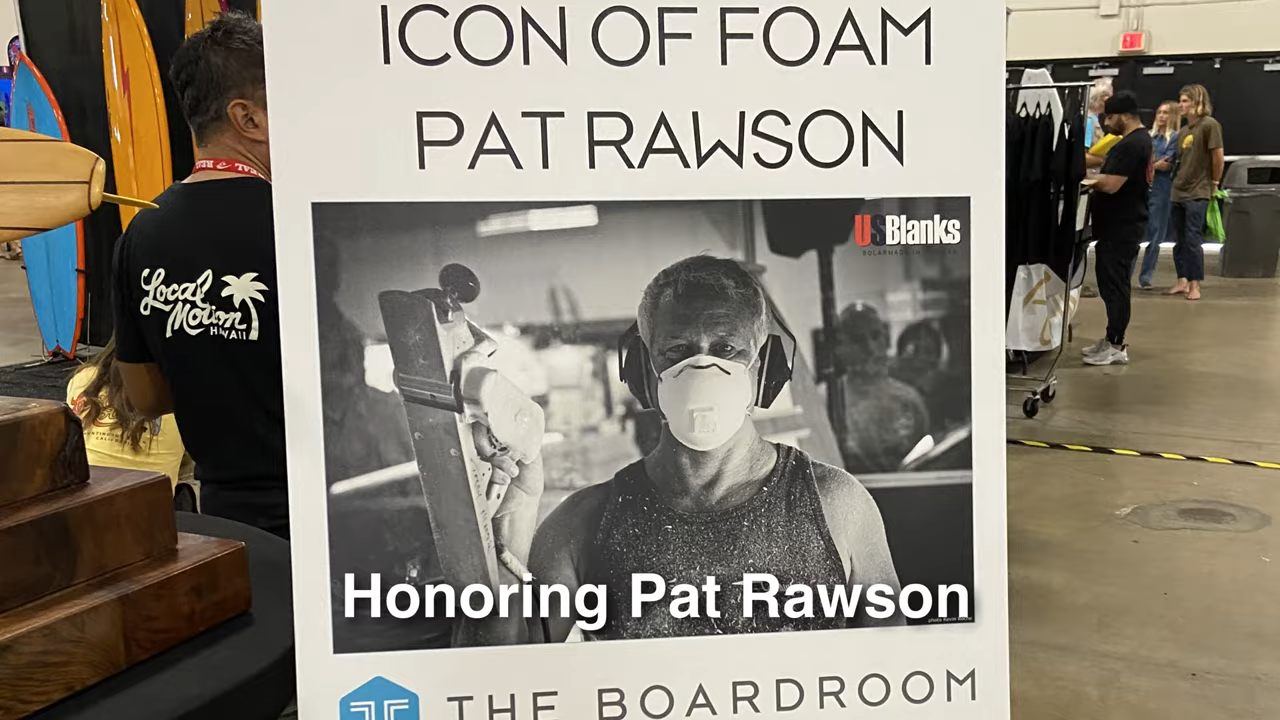 ICON OF FOAM
PAT RAWSON
USBlanks
Local
Motion
HAWAII
Honoring Pat Rawson
THE BOARDROOM